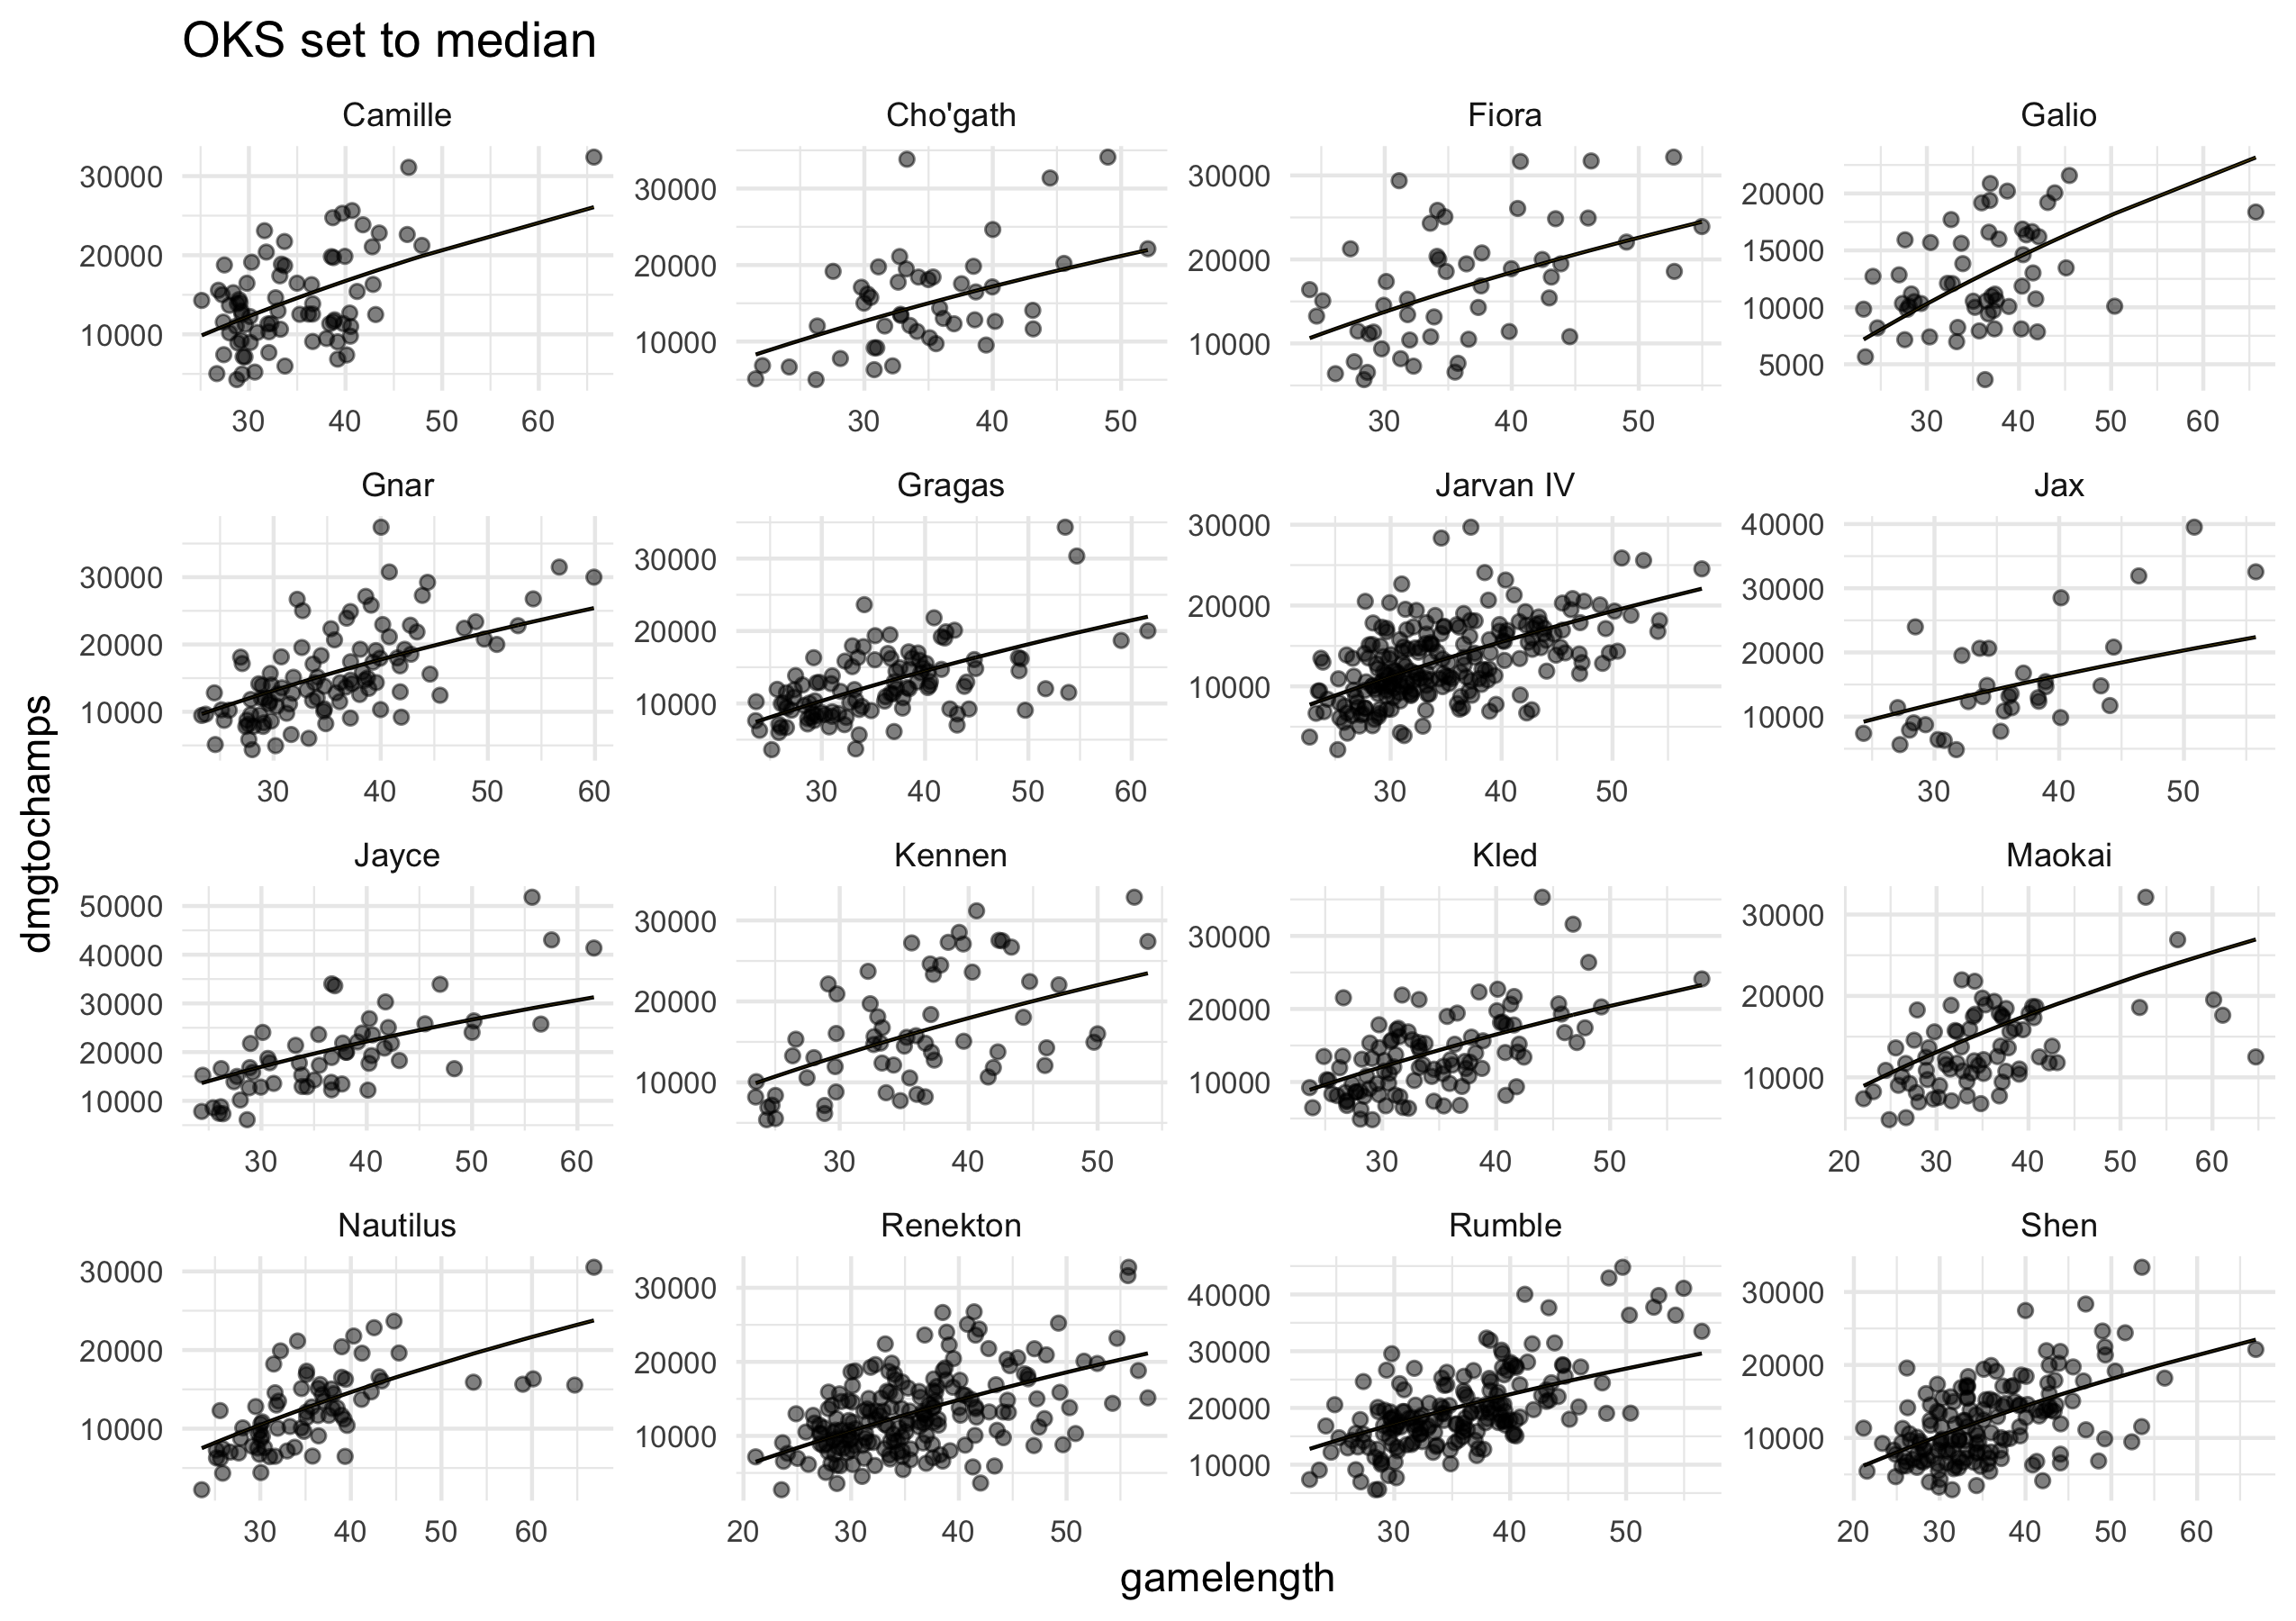 OKS set to median
Camille Cho'gath Fiora Galio
30000 30000 30000 20000
20000 20000 20000 15000
10000 10000 10000 10000
5000
30 40 50 60 30 40 50 30 40 50 30 40 50 60
Gnar Gragas Jarvan IV Jax
30000 30000 30000 40000
20000 20000 20000 30000
10000 10000 10000 20000
10000
30 40 50 60 30 40 50 60 30 40 50 30 40 50
dmgtochamps
Jayce Kennen Kled Maokai
50000 30000 30000 30000
40000 20000 20000 20000
30000 10000 10000 10000
20000
10000
30 40 50 60 30 40 50 30 40 50 20 30 40 50 60
Nautilus Renekton Rumble Shen
30000 30000 40000 30000
20000 20000 30000 20000
10000 10000 20000 10000
10000
30 40 50 60 20 30 40 50 30 40 50 20 30 40 50 60
gamelength